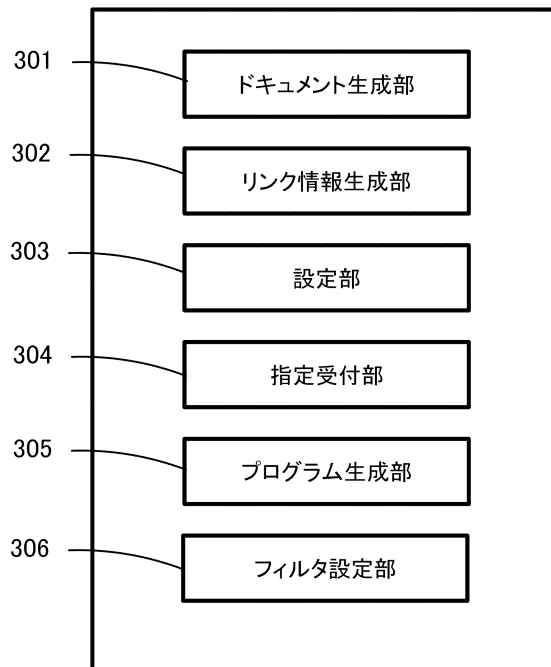 301
ドキュメント生成部
302
リンク情報生成部
303
設定部
304
指定受付部
305
プログラム生成部
306
フィルタ設定部